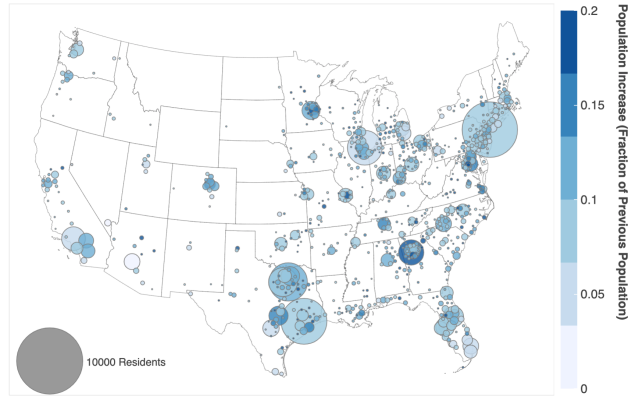 0.2
0.15
0.1
0.05
0
Population Increase (Fraction of Previous Population)
10000 Residents